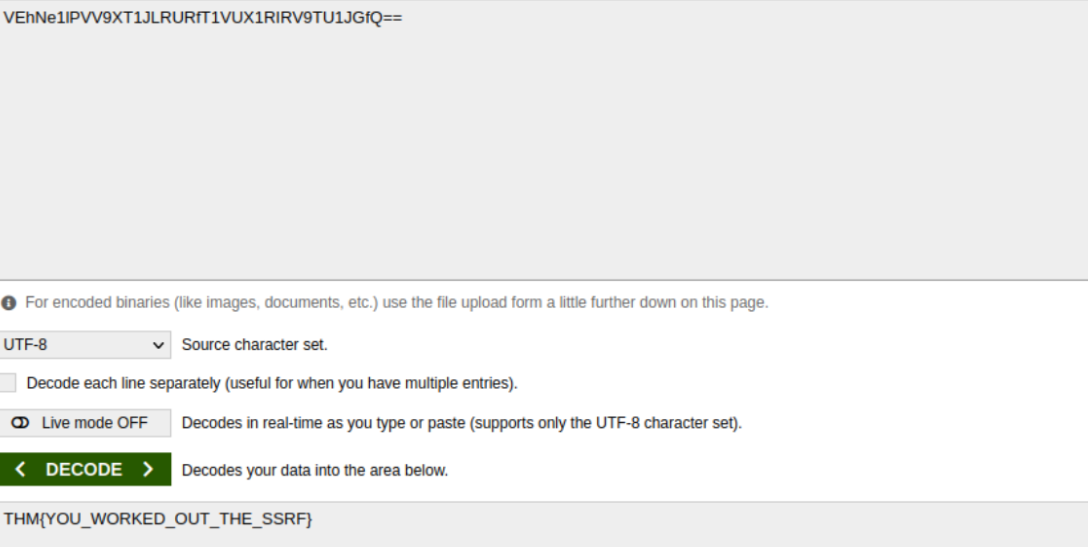 VEhNe1lPVV9XT1JLRURfT1VUX1RIRV9TU1JGfQ==
For encoded binaries (like images, documents, etc.) use the file upload form a little further down on this page.
UTF-8 Source character set.
Decode each line separately (useful for when you have multiple entries).
Live mode OFF Decodes in real-time as you type or paste (supports only the UTF-8 character set).
< DECODE > Decodes your data into the area below.
THM{YOU_WORKED_OUT_THE_SSRF}